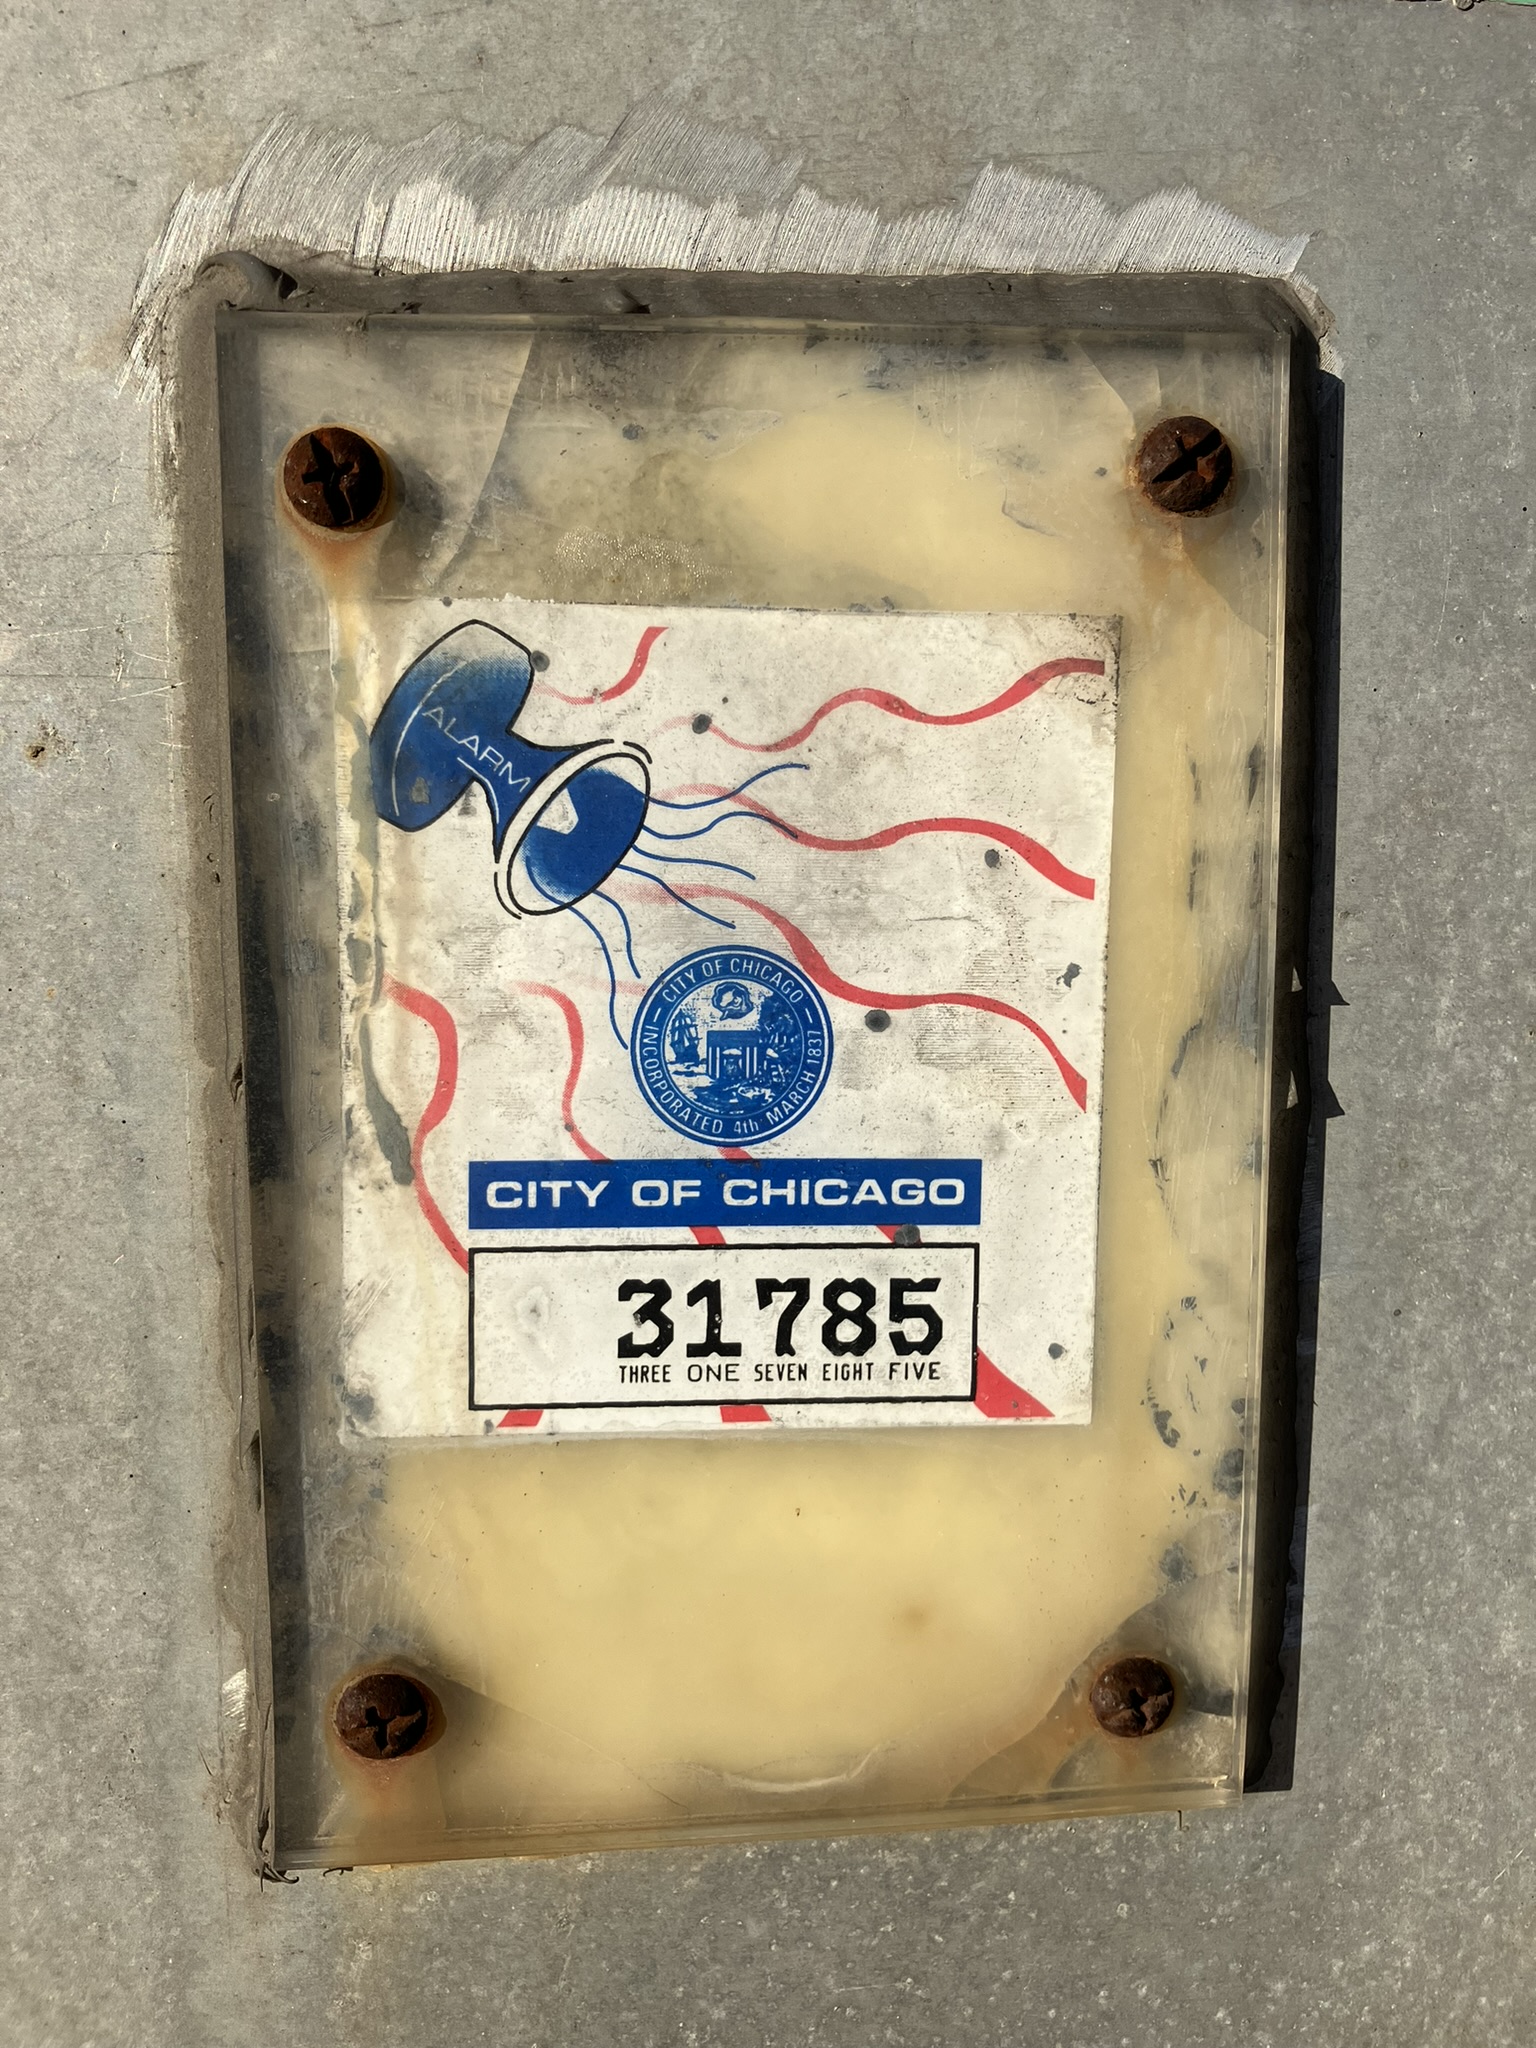 ALARM
CITY OF CHICAGO
INCORPORATED 4th MARCH 1837
CITY OF CHICAGO
31785
THREE ONE SEVEN EIGHT FIVE